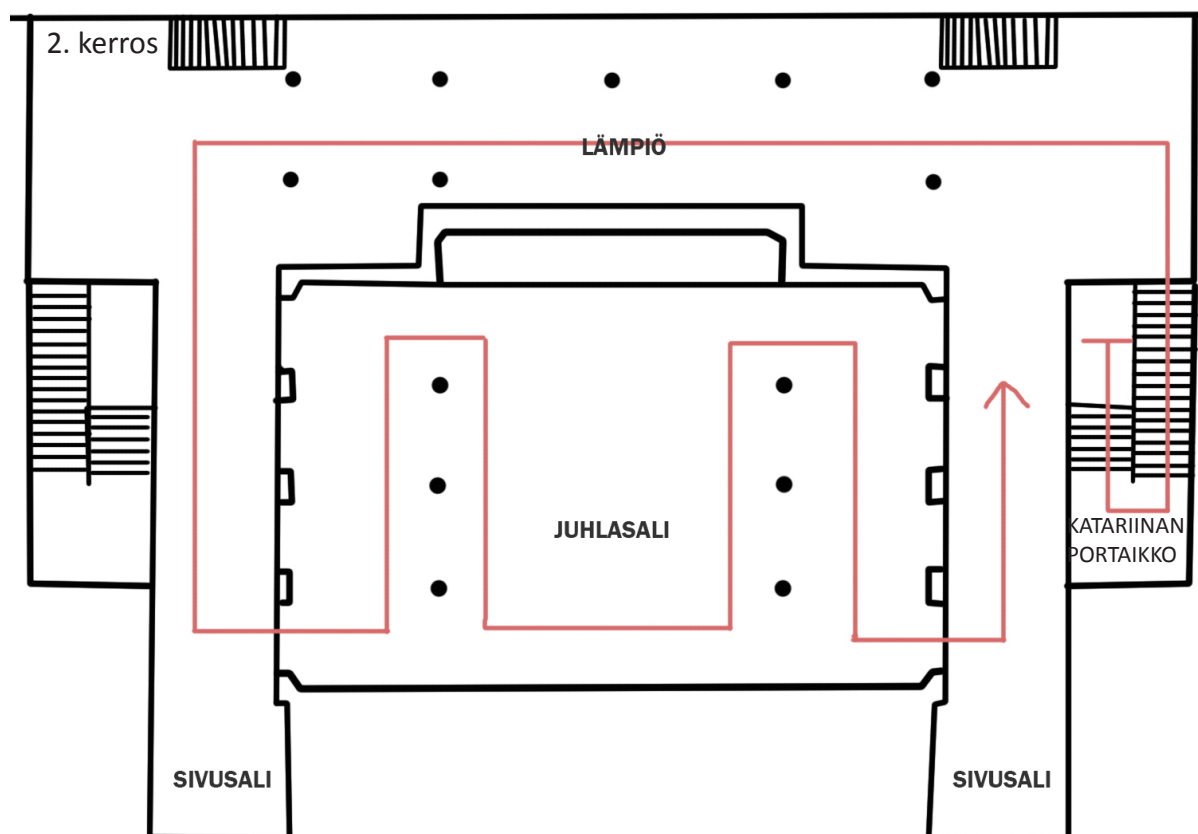 2. kerros
LÄMPIÖ
JUHLASALI
KATARIINAN
PORTAIKKO
SIVUSALI
SIVUSALI